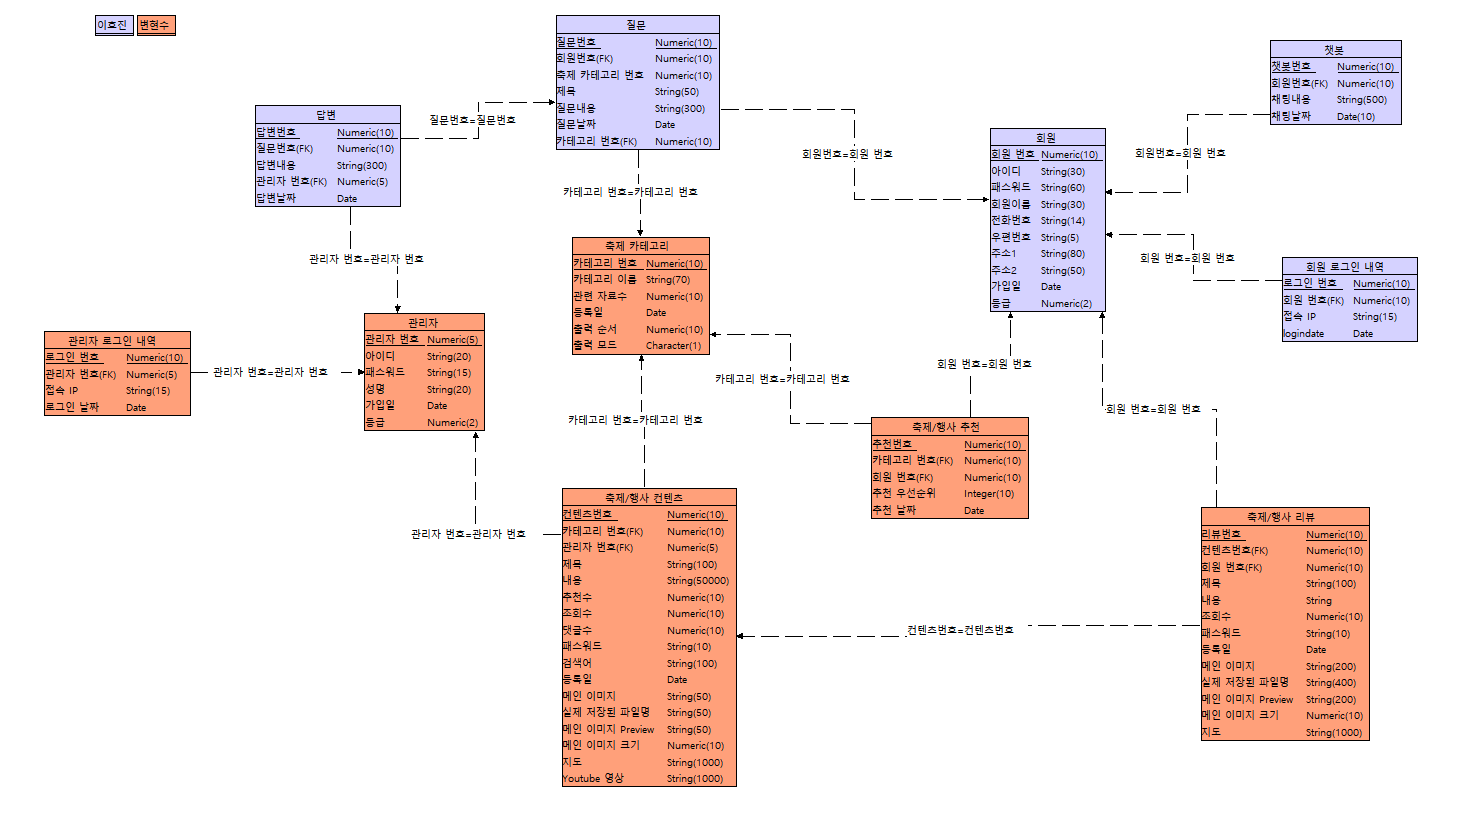 이효진 변현수
질문
질문번호 Numeric(10)
회원번호(FK) Numeric(10)
축제 카테고리 번호 Numeric(10)
제목 String(50)
질문내용 String(300)
질문날짜 Date
카테고리 번호(FK) Numeric(10)
챗봇
챗봇번호 Numeric(10)
회원번호(FK) Numeric(10)
채팅내용 String(500)
채팅날짜 Date(10)
답변
답변번호 Numeric(10)
질문번호(FK) Numeric(10)
답변내용 String(300)
관리자 번호(FK) Numeric(5)
답변날짜 Date
질문번호=질문번호
회원번호=회원 번호
회원번호=회원 번호
회원
회원 번호 Numeric(10)
아이디 String(30)
패스워드 String(60)
회원이름 String(30)
전화번호 String(14)
우편번호 String(5)
주소1 String(80)
주소2 String(50)
가입일 Date
등급 Numeric(2)
카테고리 번호=카테고리 번호
축제 카테고리
카테고리 번호 Numeric(10)
카테고리 이름 String(70)
관련 자료수 Numeric(10)
등록일 Date
출력 순서 Numeric(10)
출력 모드 Character(1)
관리자 번호=관리자 번호
회원 번호=회원 번호
회원 로그인 내역
로그인 번호 Numeric(10)
회원 번호(FK) Numeric(10)
접속 IP String(15)
logindate Date
관리자 로그인 내역
로그인 번호 Numeric(10)
관리자 번호(FK) Numeric(5)
접속 IP String(15)
로그인 날짜 Date
관리자 번호=관리자 번호
관리자
관리자 번호 Numeric(5)
아이디 String(20)
패스워드 String(15)
성명 String(20)
가입일 Date
등급 Numeric(2)
카테고리 번호=카테고리 번호
회원 번호=회원 번호
카테고리 번호=카테고리 번호
회원 번호=회원 번호
축제/행사 추천
추천번호 Numeric(10)
카테고리 번호(FK) Numeric(10)
회원 번호(FK) Numeric(10)
추천 우선순위 Integer(10)
추천 날짜 Date
관리자 번호=관리자 번호
축제/행사 컨텐츠
컨텐츠번호 Numeric(10)
카테고리 번호(FK) Numeric(10)
관리자 번호(FK) Numeric(5)
제목 String(100)
내용 String(50000)
추천수 Numeric(10)
조회수 Numeric(10)
댓글수 Numeric(10)
패스워드 String(10)
검색어 String(100)
등록일 Date
메인 이미지 String(50)
실제 저장된 파일명 String(50)
메인 이미지 Preview String(50)
메인 이미지 크기 Numeric(10)
지도 String(1000)
Youtube 영상 String(1000)
컨텐츠번호=컨텐츠번호
축제/행사 리뷰
리뷰번호 Numeric(10)
컨텐츠번호(FK) Numeric(10)
회원 번호(FK) Numeric(10)
제목 String(100)
내용 String
조회수 Numeric(10)
패스워드 String(10)
등록일 Date
메인 이미지 String(200)
실제 저장된 파일명 String(400)
메인 이미지 Preview String(200)
메인 이미지 크기 Numeric(10)
지도 String(1000)